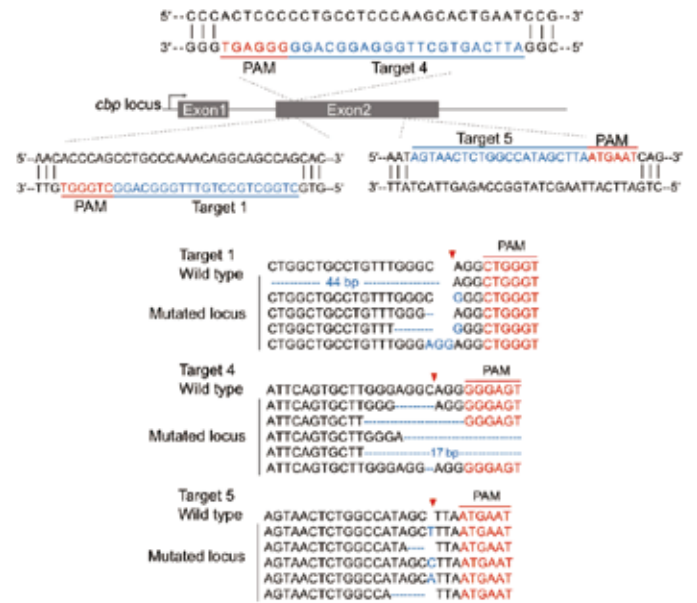 5'--CCCACTCCCCCTGCCTCCCAAGCACTGAATCCG--3'
3'--GGGTGAGGGGGACGGAGGGTTCGTGACTTAGGC--5'
PAM Target 4
cbp locus Exon1 Exon2
Target 5 PAM
5'--AACACCCAGCCTGCCCAAACAGGCAGCCAGCAC--3' 5'--AATAGTAACTCTGGCCATAGCTTAATGAATCAG--3'
3'--TTGTGGGTCGGACGGGTTTGTCCGTCGGTCGTG--5' 3'--TTATCATTGAGACCGGTATCGAATTACTTAGTC--5'
PAM Target 1
Target 1 PAM
Wild type CTGGCTGCCTGTTTGGGC AGGCTGGGT
44 bp AGGCTGGGT
Mutated locus CTGGCTGCCTGTTTGGGC GGGCTGGGT
CTGGCTGCCTGTTTGGG-- AGGCTGGGT
CTGGCTGCCTGTTT-------- GGGCTGGGT
CTGGCTGCCTGTTTGGGAGGAGGCTGGGT
Target 4 PAM
Wild type ATTCAGTGCTTGGGAGGCAGGGGGAGT
ATTCAGTGCTTGGG--------AGGGGGAGT
ATTCAGTGCTT----------------GGGAGT
Mutated locus ATTCAGTGCTTGGGA----------------
ATTCAGTGCTT------17 bp------
ATTCAGTGCTTGGGAGG--AGGGGGAGT
Target 5 PAM
Wild type AGTAACTCTGGCCATAGC TTAATGAAT
AGTAACTCTGGCCATAGCTTTAATGAAT
Mutated locus AGTAACTCTGGCCATA---- TTAATGAAT
AGTAACTCTGGCCATAGCCTTAATGAAT
AGTAACTCTGGCCATAGCATTAATGAAT
AGTAACTCTGGCCA-------- TTAATGAAT